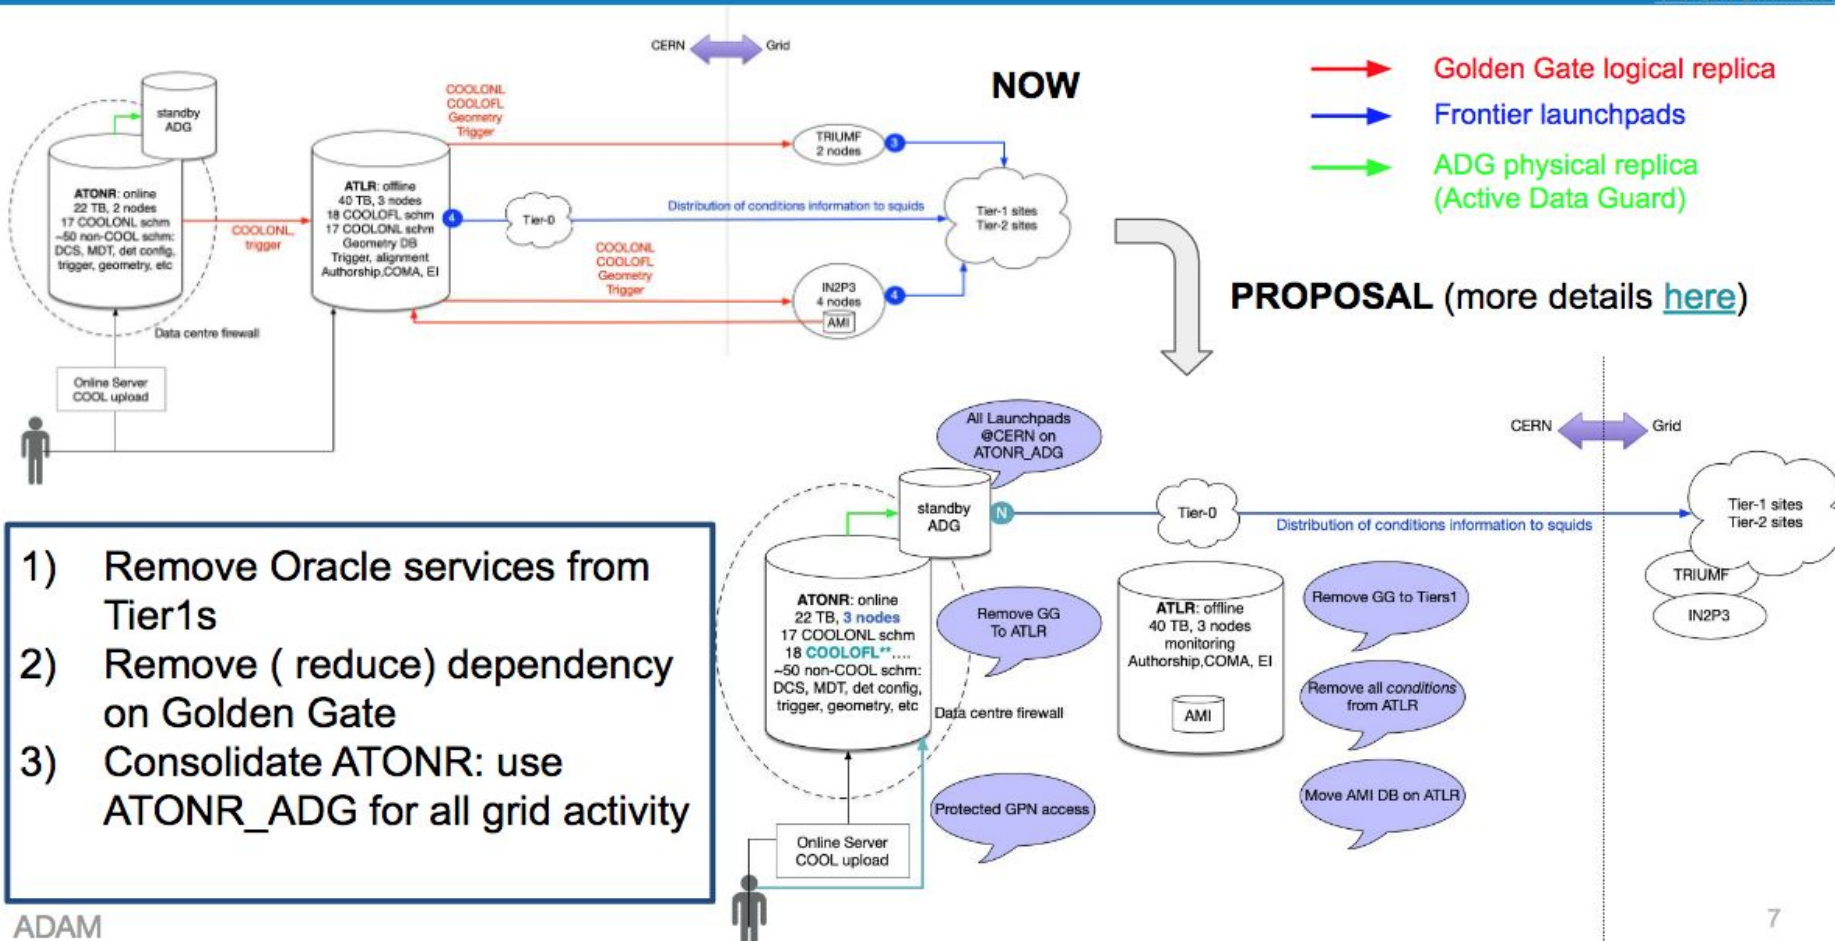 CERN
Grid
NOW
Golden Gate logical replica
Frontier launchpads
ADG physical replica
(Active Data Guard)
standby
ADG
ATONR: online
22 TB, 2 nodes
17 COOLONL schm
~50 non-COOL schm:
DCS, MDT, det config,
trigger, geometry, etc
COOLONL,
trigger
ATLR: offline
40 TB, 3 nodes
18 COOLOFL schm
17 COOLONL schm
Geometry DB
Trigger, alignment
Authorship,COMA, EI
COOLONL
COOLOFL
Geometry
Trigger
TRIUMF
2 nodes
3
4
Tier-0
Distribution of conditions information to squids
Tier-1 sites
Tier-2 sites
COOLONL
COOLOFL
Geometry
Trigger
IN2P3
4 nodes
4
AMI
Data centre firewall
Online Server
COOL upload
PROPOSAL (more details here)
1) Remove Oracle services from
Tier1s
2) Remove ( reduce) dependency
on Golden Gate
3) Consolidate ATONR: use
ATONR_ADG for all grid activity
All Launchpads
@CERN on
ATONR_ADG
CERN
Grid
standby
ADG
N
Tier-0
Distribution of conditions information to squids
Tier-1 sites
Tier-2 sites
TRIUMF
IN2P3
ATONR: online
22 TB, 3 nodes
17 COOLONL schm
18 COOLOFL**....
~50 non-COOL schm:
DCS, MDT, det config,
trigger, geometry, etc
Remove GG
To ATLR
ATLR: offline
40 TB, 3 nodes
monitoring
Authorship,COMA, EI
AMI
Remove GG to Tiers1
Remove all conditions
from ATLR
Move AMI DB on ATLR
Data centre firewall
Protected GPN access
Online Server
COOL upload
ADAM
7